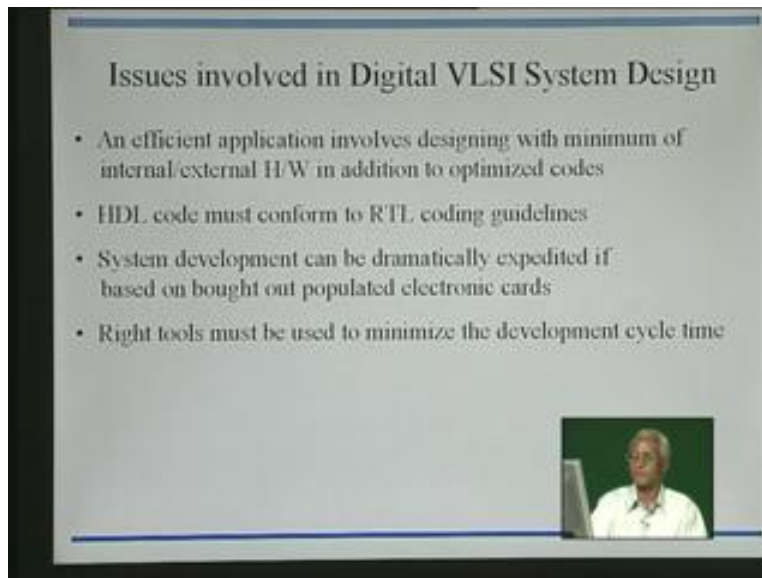 Issues involved in Digital VLSI System Design
• An efficient application involves designing with minimum of
internal/external H/W in addition to optimized codes
• HDL code must conform to RTL coding guidelines
• System development can be dramatically expedited if
based on bought out populated electronic cards
• Right tools must be used to minimize the development cycle time